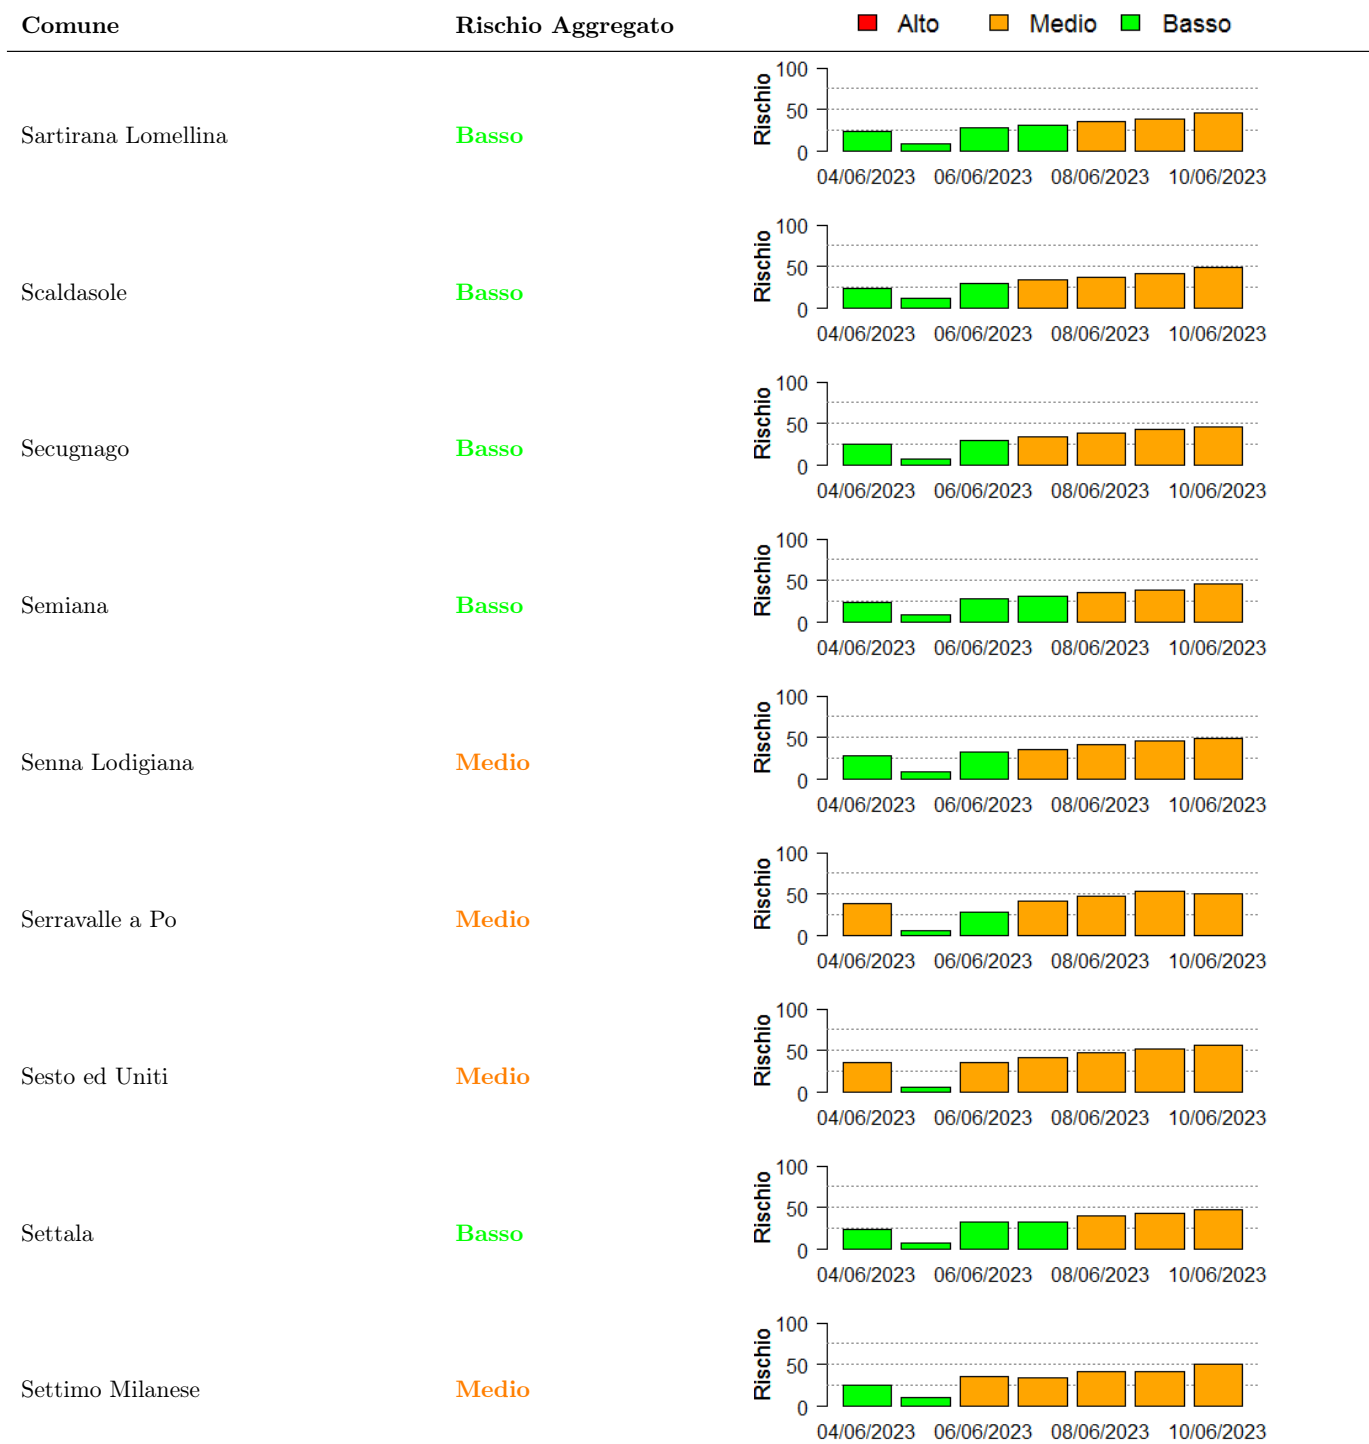 Comune Rischio Aggregato Alto Medio Basso
Sartirana Lomellina Basso
Rischio
100
50
0
04/06/2023 06/06/2023 08/06/2023 10/06/2023
Scaldasole Basso
Rischio
100
50
0
04/06/2023 06/06/2023 08/06/2023 10/06/2023
Secugnago Basso
Rischio
100
50
0
04/06/2023 06/06/2023 08/06/2023 10/06/2023
Semiana Basso
Rischio
100
50
0
04/06/2023 06/06/2023 08/06/2023 10/06/2023
Senna Lodigiana Medio
Rischio
100
50
0
04/06/2023 06/06/2023 08/06/2023 10/06/2023
Serravalle a Po Medio
Rischio
100
50
0
04/06/2023 06/06/2023 08/06/2023 10/06/2023
Sesto ed Uniti Medio
Rischio
100
50
0
04/06/2023 06/06/2023 08/06/2023 10/06/2023
Settala Basso
Rischio
100
50
0
04/06/2023 06/06/2023 08/06/2023 10/06/2023
Settimo Milanese Medio
Rischio
100
50
0
04/06/2023 06/06/2023 08/06/2023 10/06/2023